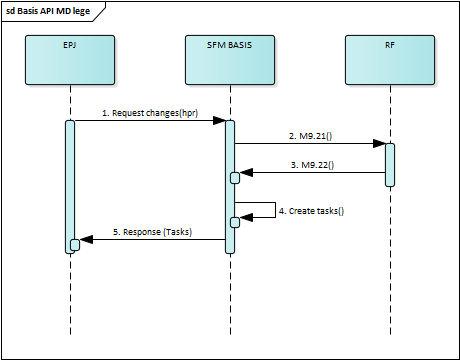 sd Basis API MD lege
EPJ
SFM BASIS
RF
1. Request changes(hpr)
2. M9.21()
3. M9.22()
4. Create tasks()
5. Response (Tasks)